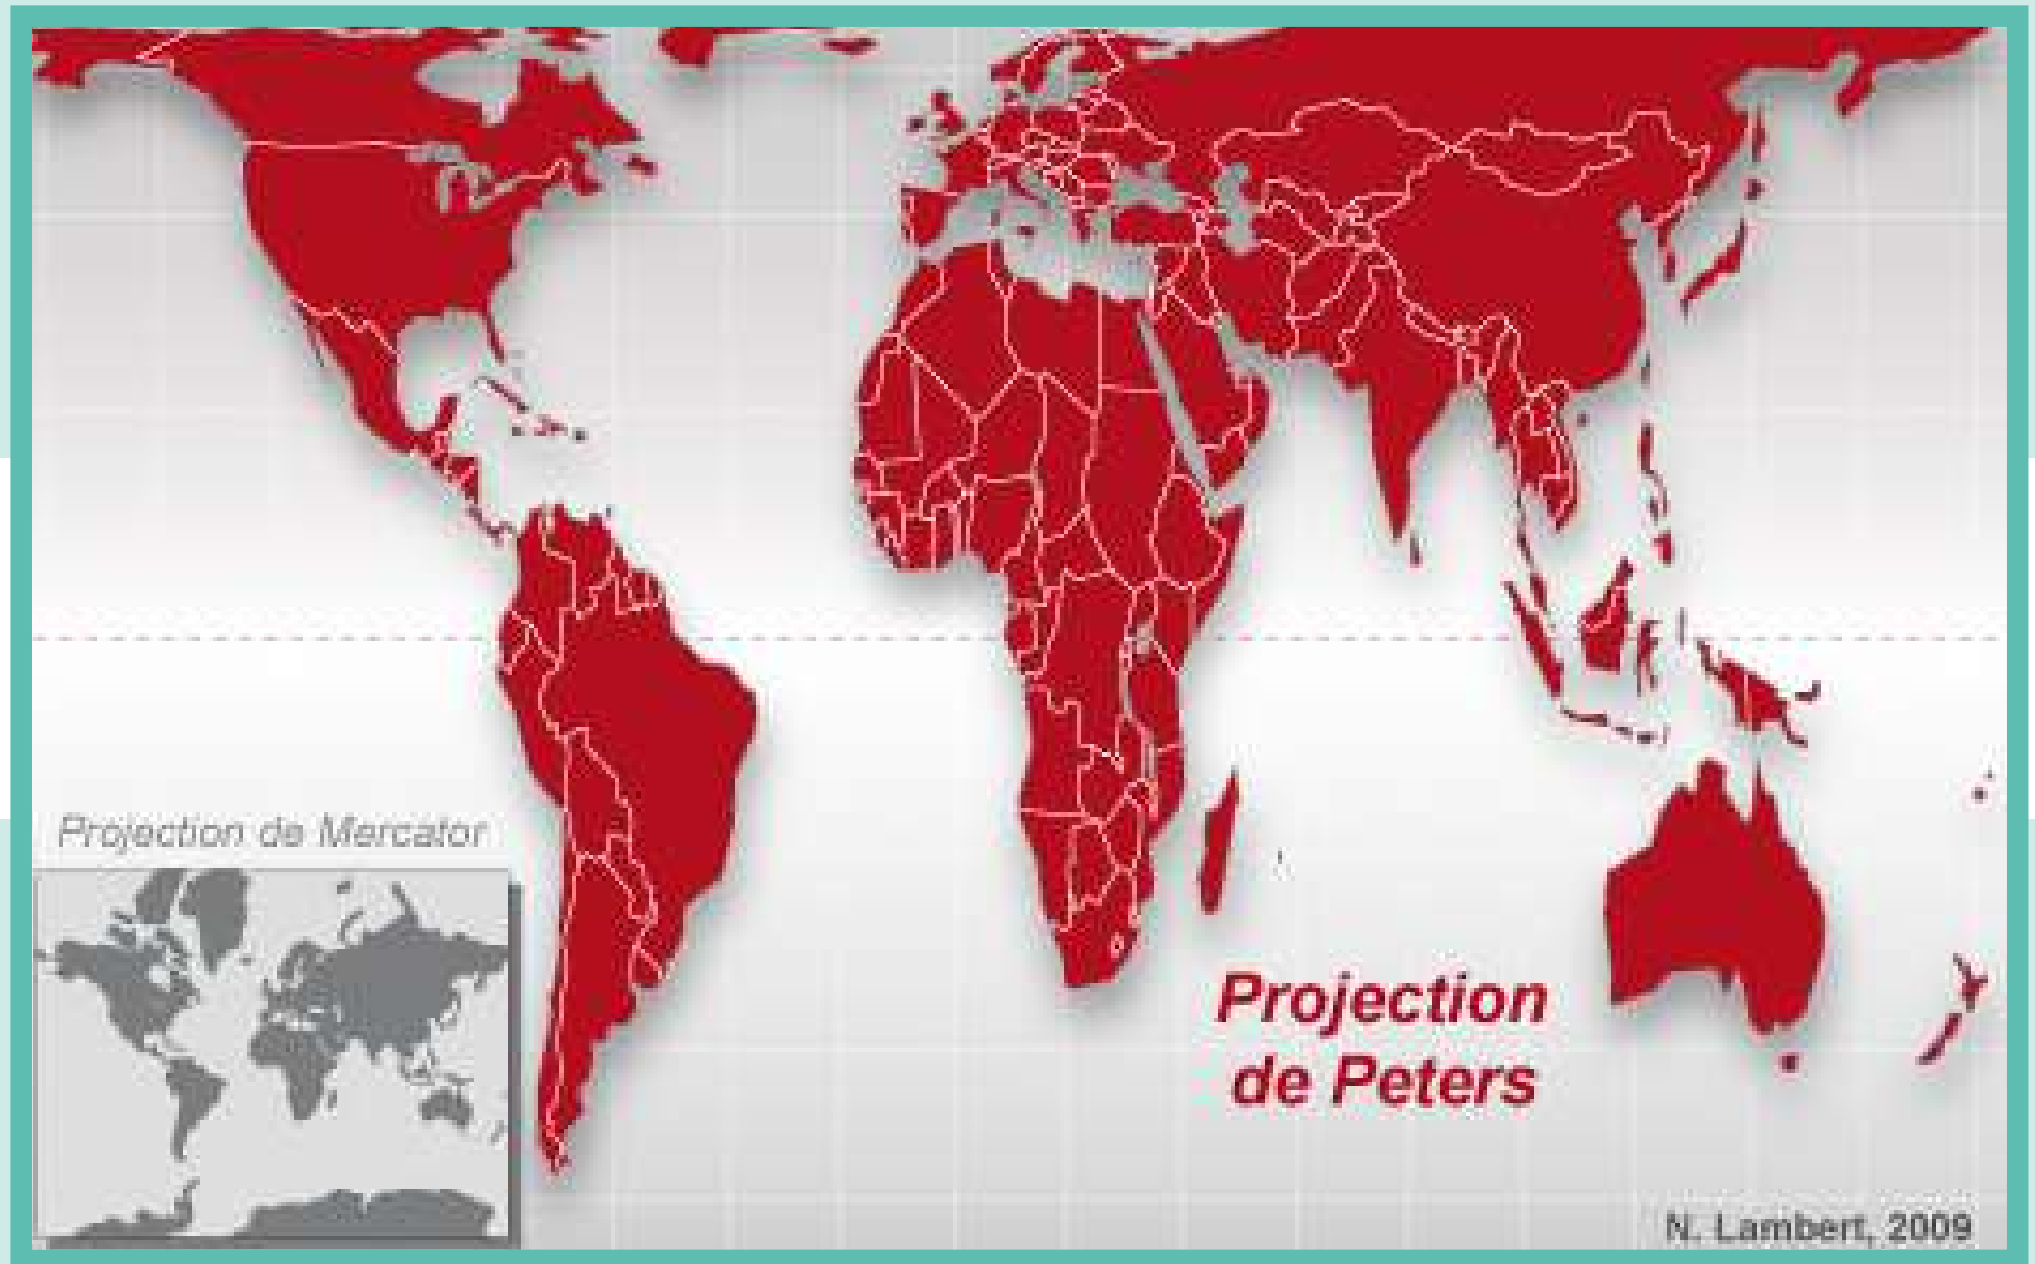 Projection de Mercator
Projection
de Peters
N. Lambert, 2009